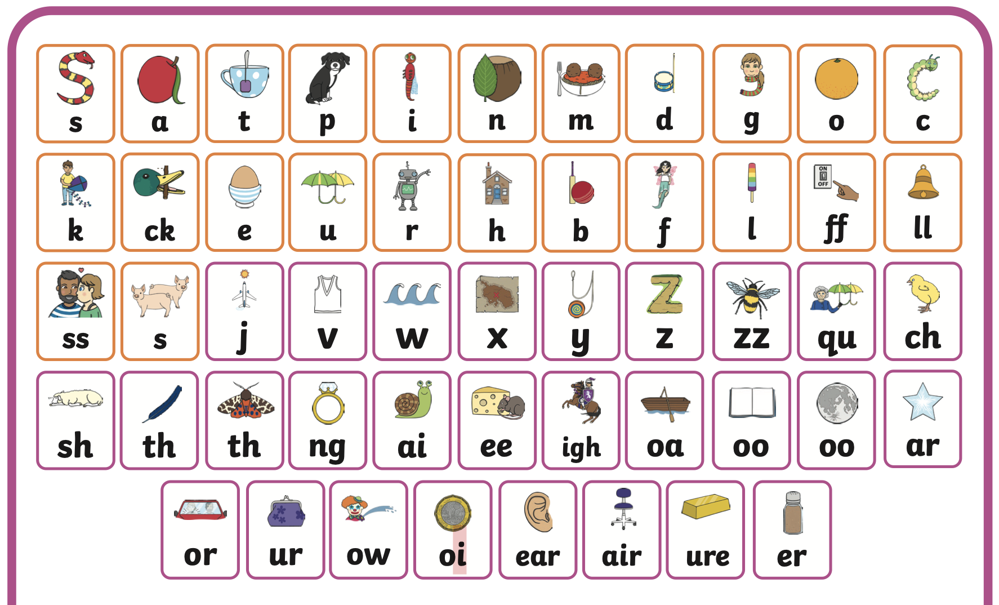 s a t p i n m d g o c
ON
OFF
k ck e u r h b f l ff ll
ss s j v w x y z zz qu ch
sh th th ng ai ee igh oa oo oo ar
or ur ow oi ear air ure er